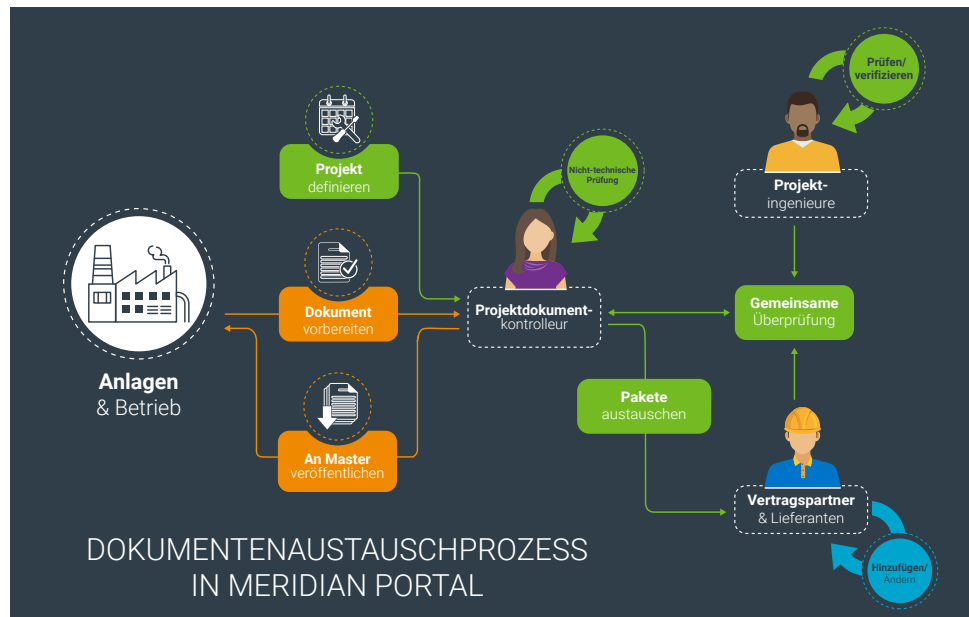 Prüfen/
verifizieren
Projekt
definieren
Nicht-technische
Prüfung
Projekt-
ingenieure
Dokument
vorbereiten
Projektdokument-
kontrolleur
Gemeinsame
Überprüfung
Anlagen
& Betrieb
Pakete
austauschen
An Master
veröffentlichen
Vertragspartner
& Lieferanten
Hinzufügen/
Ändern
DOKUMENTENAUSTAUSCHPROZESS
IN MERIDIAN PORTAL